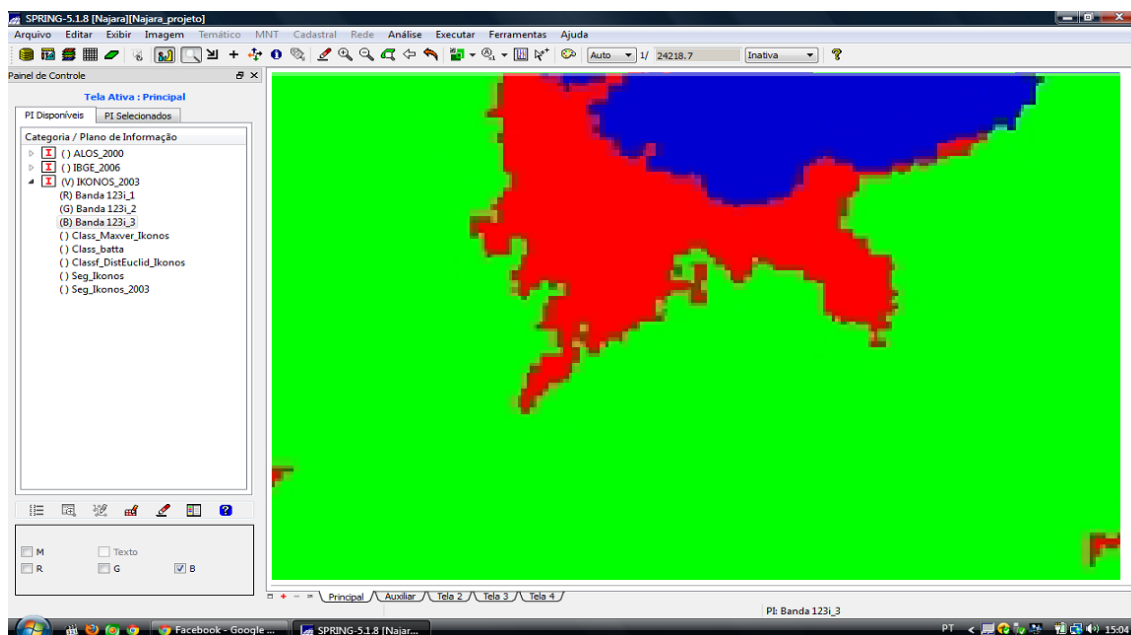 SPRING-5.1.8 [Najara][Najara_projeto]
Arquivo Editar Exibir Imagem Temático MNT Cadastral Rede Análise Executar Ferramentas Ajuda
Auto 1/ 24218.7 Inativa
Painel de Controle
Tela Ativa : Principal
PI Disponíveis PI Selecionados
Categoria / Plano de Informação
( ) ALOS_2000
( ) IBGE_2006
(V) IKONOS_2003
(R) Banda 123i_1
(G) Banda 123i_2
(B) Banda 123i_3
( ) Class_Maxver_Ikonos
( ) Class_batta
( ) Classf_DistEuclid_Ikonos
( ) Seg_Ikonos
( ) Seg_Ikonos_2003
M Texto
R G B
Principal Auxiliar Tela 2 Tela 3 Tela 4
PI: Banda 123i_3
Facebook - Google ... SPRING-5.1.8 [Najar... PT 15:04